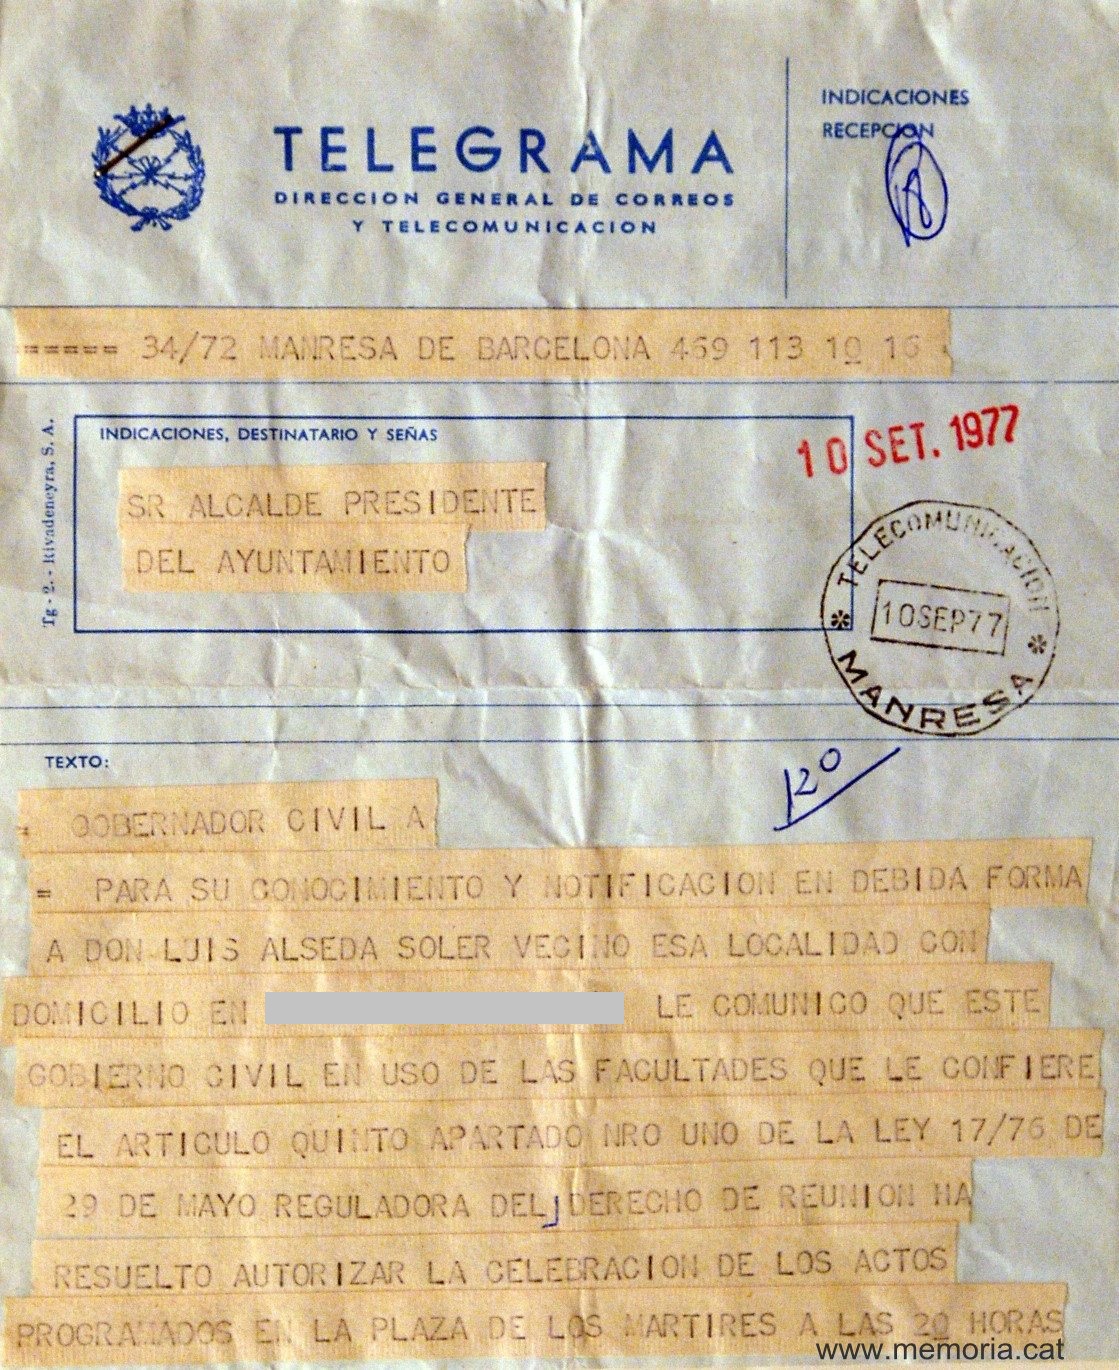 INDICACIONES
RECEPCION
TELEGRAMA
DIRECCION GENERAL DE CORREOS
Y TELECOMUNICACION
===== 34/72 MANRESA DE BARCELONA 469 113 10 16
Tg - 2. - Rivadeneyra, S. A.
INDICACIONES, DESTINATARIO Y SEÑAS
10 SET. 1977
SR ALCALDE PRESIDENTE
DEL AYUNTAMIENTO
TELECOMUNICACION
10SEP77
MANRESA
TEXTO:
120
= GOBERNADOR CIVIL A
= PARA SU CONOCIMIENTO Y NOTIFICACION EN DEBIDA FORMA
A DON LUIS ALSEDA SOLER VECINO ESA LOCALIDAD CON
DOMICILIO EN LE COMUNICO QUE ESTE
GOBIERNO CIVIL EN USO DE LAS FACULTADES QUE LE CONFIERE
EL ARTICULO QUINTO APARTADO NRO UNO DE LA LEY 17/76 DE
29 DE MAYO REGULADORA DEL DERECHO DE REUNION HA
RESUELTO AUTORIZAR LA CELEBRACION DE LOS ACTOS
PROGRAMADOS EN LA PLAZA DE LOS MARTIRES A LAS 20 HORAS
www.memoria.cat